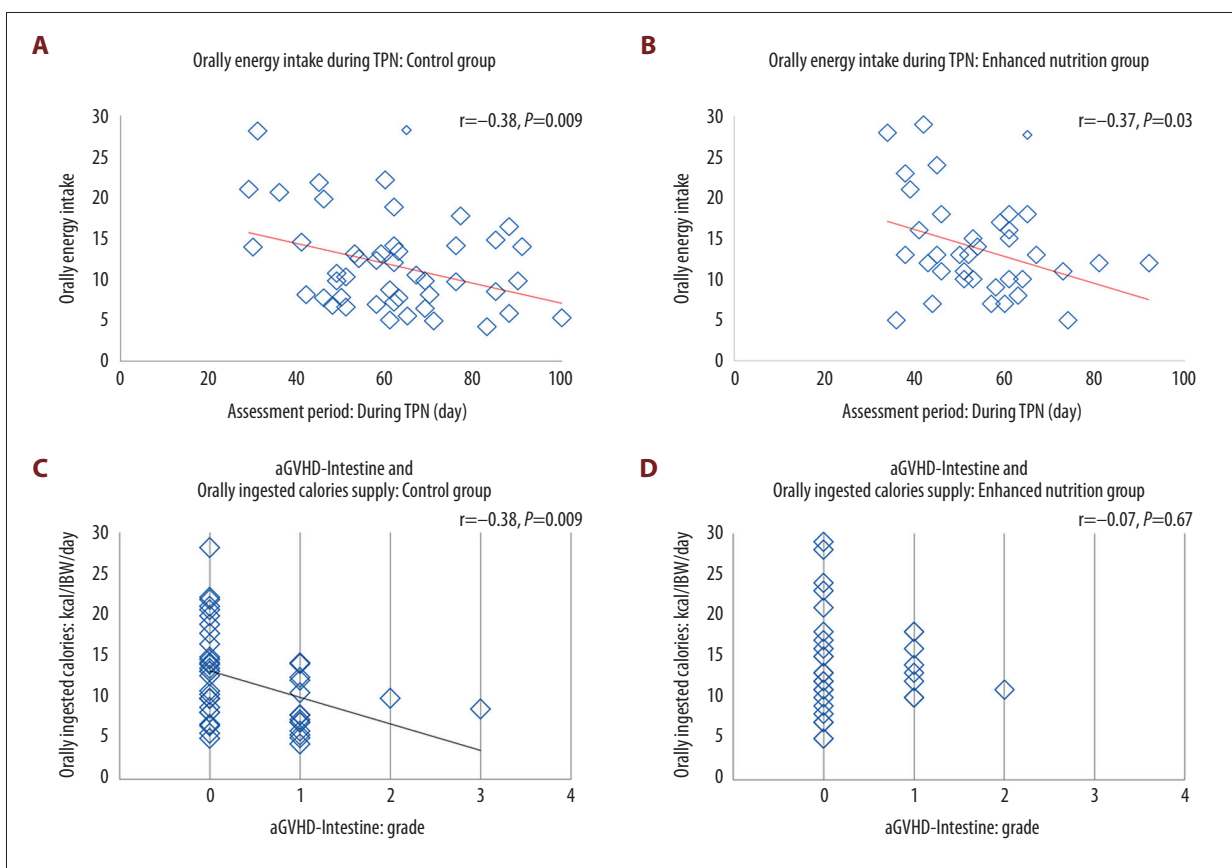 A
Orally energy intake during TPN: Control group
r=–0.38, P=0.009
Orally energy intake
30
25
20
15
10
5
0
0 20 40 60 80 100
Assessment period: During TPN (day)
B
Orally energy intake during TPN: Enhanced nutrition group
r=–0.37, P=0.03
Orally energy intake
30
25
20
15
10
5
0
0 20 40 60 80 100
Assessment period: During TPN (day)
C
aGVHD-Intestine and
Orally ingested calories supply: Control group
r=–0.38, P=0.009
Orally ingested calories: kcal/IBW/day
30
25
20
15
10
5
0
0 1 2 3 4
aGVHD-Intestine: grade
D
aGVHD-Intestine and
Orally ingested calories supply: Enhanced nutrition group
r=–0.07, P=0.67
Orally ingested calories: kcal/IBW/day
30
25
20
15
10
5
0
0 1 2 3 4
aGVHD-Intestine: grade